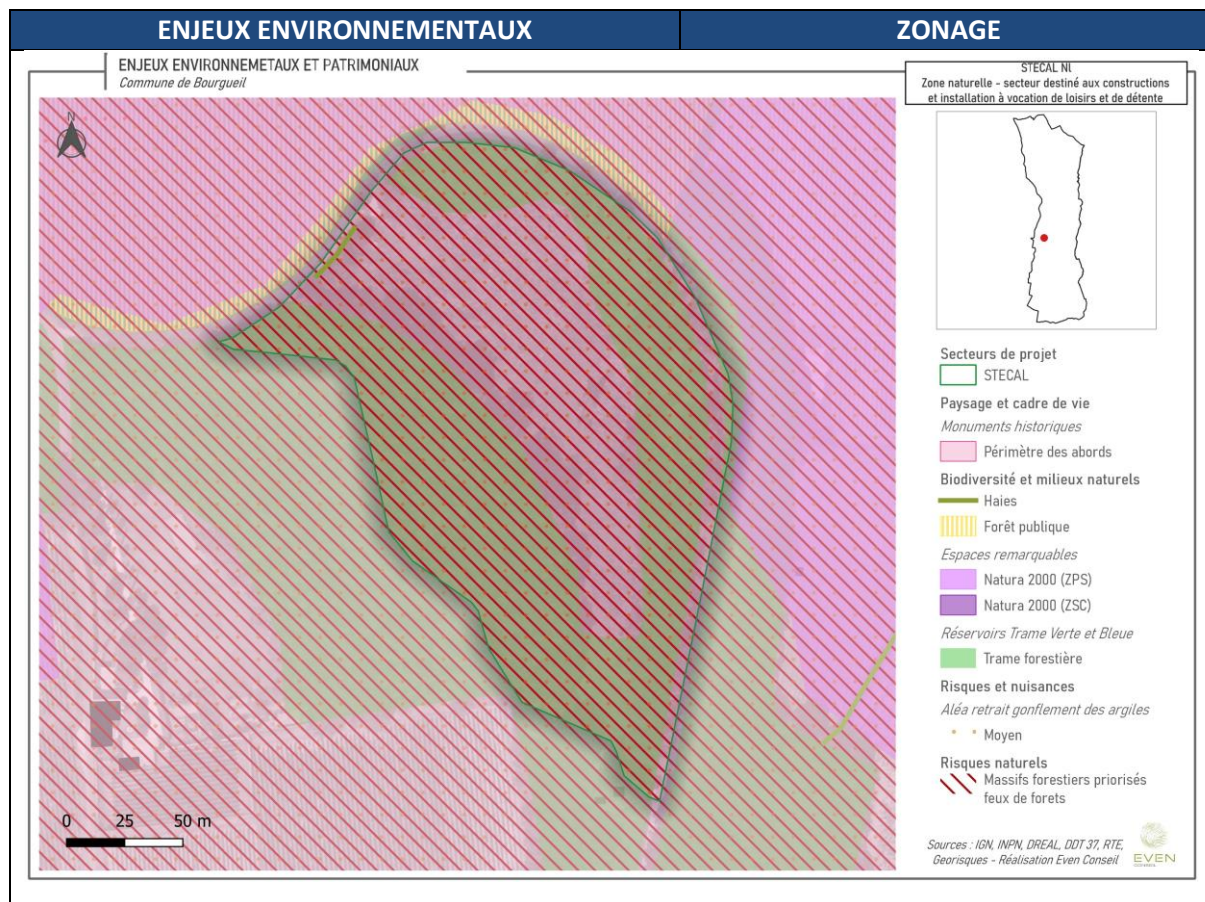 ENJEUX ENVIRONNEMENTAUX
ZONAGE
ENJEUX ENVIRONNEMETAUX ET PATRIMONIAUX
Commune de Bourgueil
STECAL Nl
Zone naturelle - secteur destiné aux constructions
et installation à vocation de loisirs et de détente
N
Secteurs de projet
STECAL
Paysage et cadre de vie
Monuments historiques
Périmètre des abords
Biodiversité et milieux naturels
Haies
Forêt publique
Espaces remarquables
Natura 2000 (ZPS)
Natura 2000 (ZSC)
Réservoirs Trame Verte et Bleue
Trame forestière
Risques et nuisances
Aléa retrait gonflement des argiles
Moyen
Risques naturels
Massifs forestiers priorisés
feux de forets
0 25 50 m
Sources : IGN, INPN, DREAL, DDT 37, RTE,
Georisques - Réalisation Even Conseil
EVEN